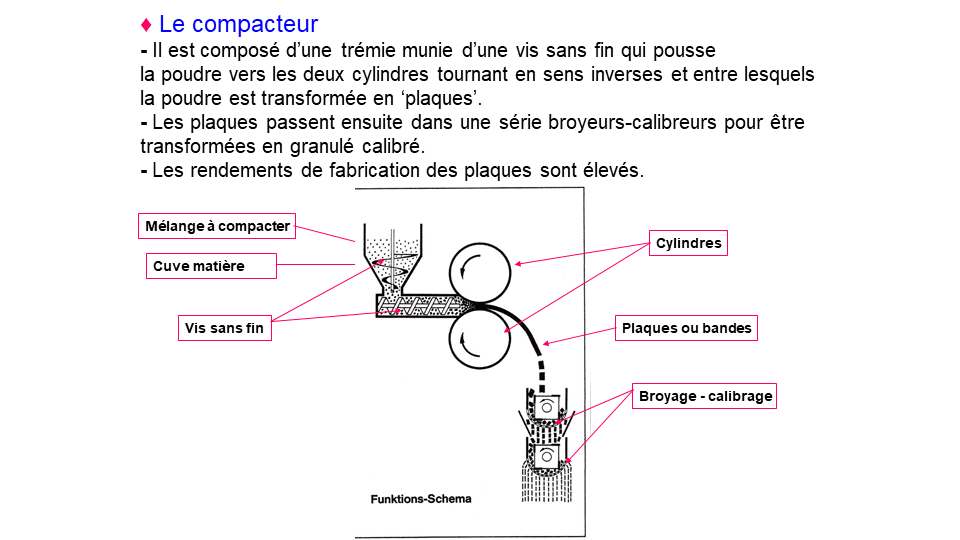 ♦ Le compacteur
- Il est composé d’une trémie munie d’une vis sans fin qui pousse
la poudre vers les deux cylindres tournant en sens inverses et entre lesquels
la poudre est transformée en ‘plaques’.
- Les plaques passent ensuite dans une série broyeurs-calibreurs pour être
transformées en granulé calibré.
- Les rendements de fabrication des plaques sont élevés.
Mélange à compacter
Cuve matière
Vis sans fin
Cylindres
Plaques ou bandes
Broyage - calibrage
Funktions-Schema